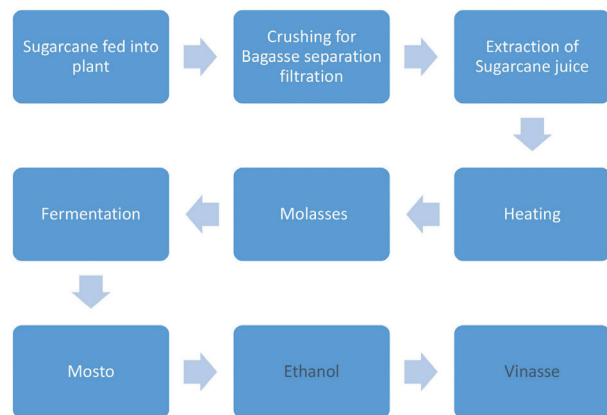 Sugarcane fed into
plant
Crushing for
Bagasse separation
filtration
Extraction of
Sugarcane juice
Fermentation
Molasses
Heating
Mosto
Ethanol
Vinasse